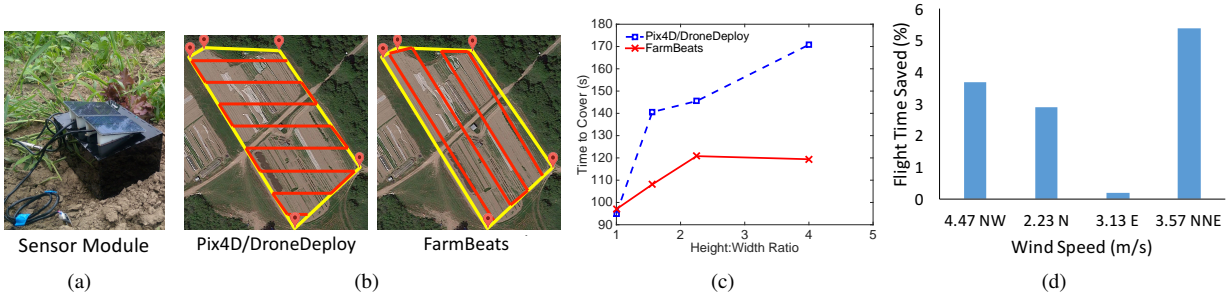 Sensor Module
(a)
Pix4D/DroneDeploy
FarmBeats
(b)
180
170
160
150
140
130
120
110
100
90
1
2
3
4
5
Time to Cover (s)
Height:Width Ratio
Pix4D/DroneDeploy
FarmBeats
(c)
6
5
4
3
2
1
0
Flight Time Saved (%)
4.47 NW 2.23 N 3.13 E 3.57 NNE
Wind Speed (m/s)
(d)